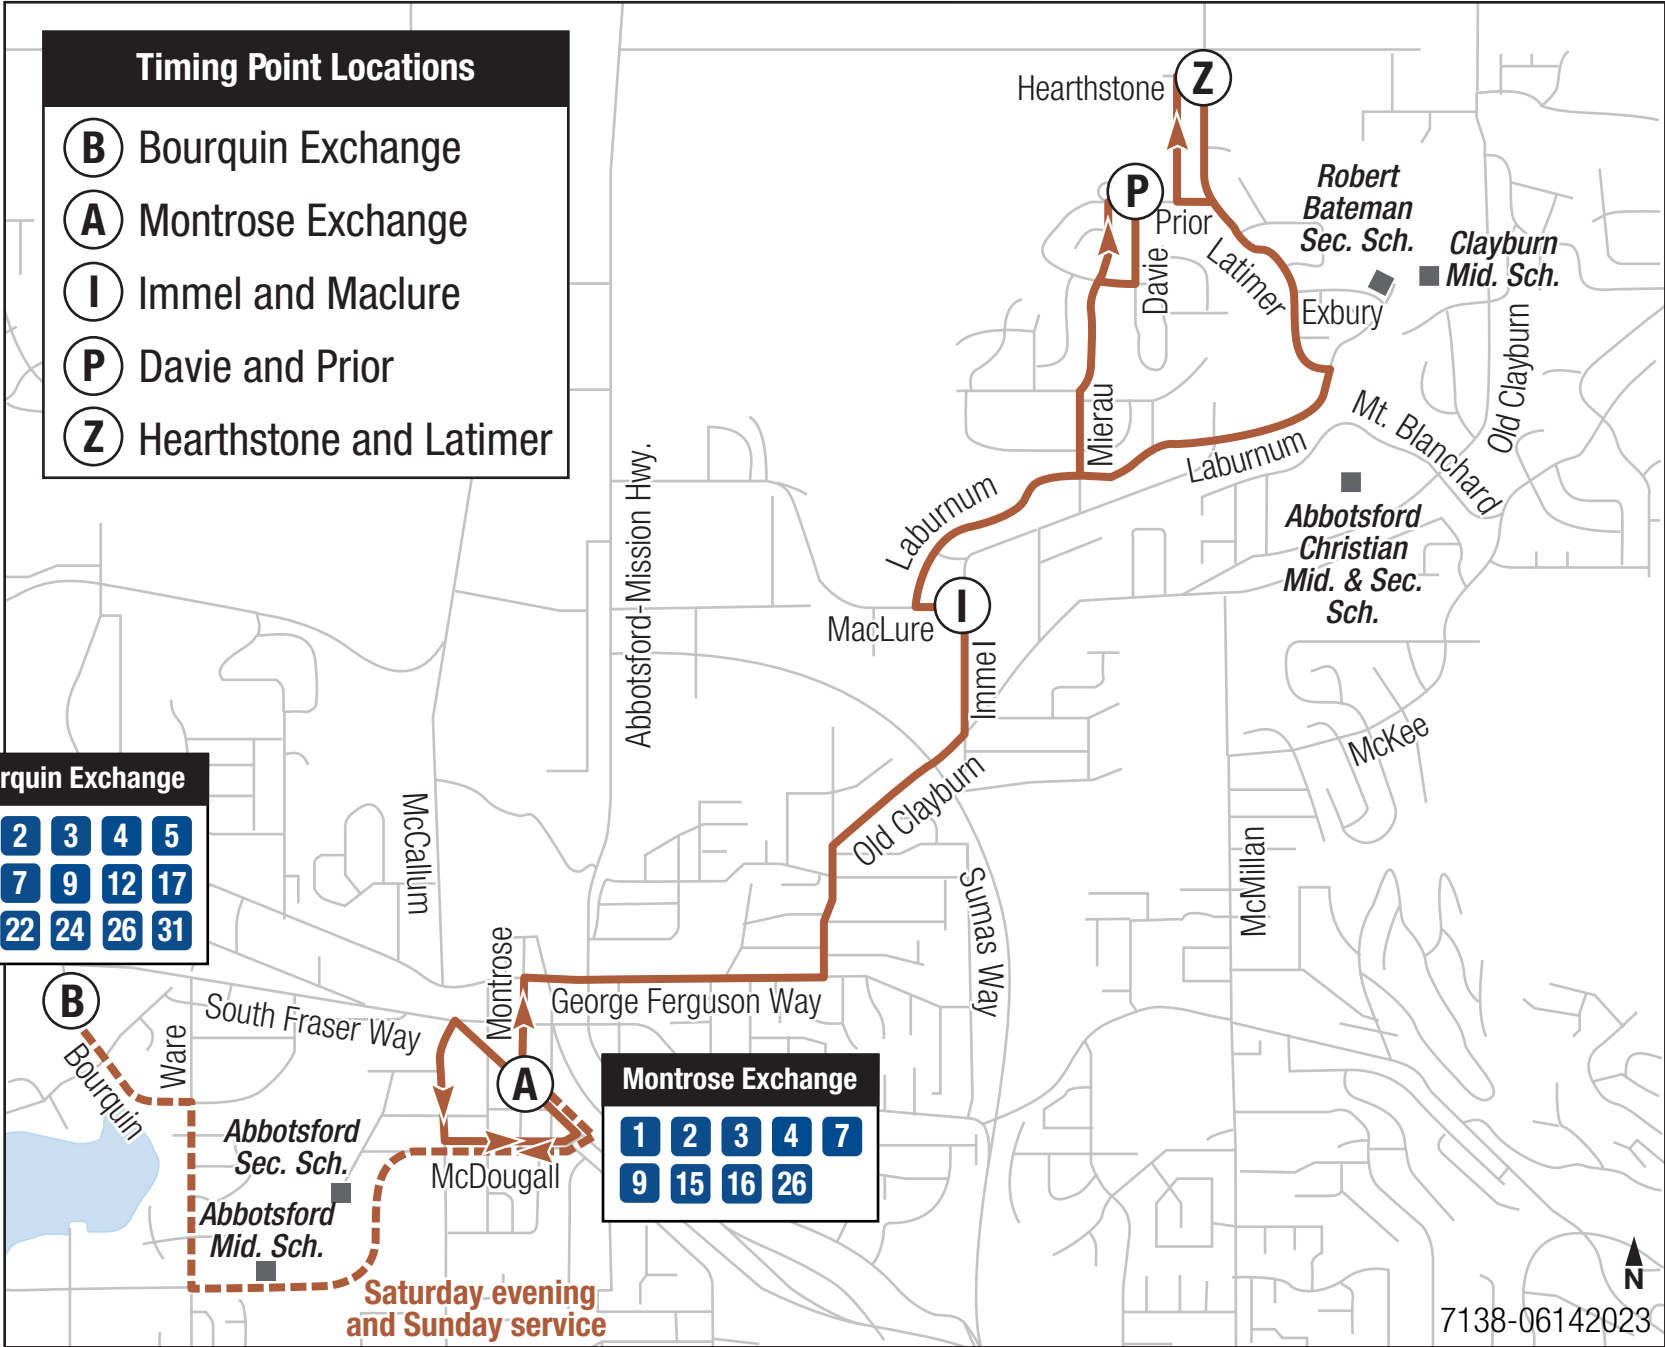 Timing Point Locations
B Bourquin Exchange
A Montrose Exchange
I Immel and Maclure
P Davie and Prior
Z Hearthstone and Latimer
Hearthstone
Z
P
Prior
Davie
Latimer
Robert
Bateman
Sec. Sch.
Clayburn
Mid. Sch.
Exbury
Old Clayburn
Mt. Blanchard
Mierau
Laburnum
Laburnum
Abbotsford
Christian
Mid. & Sec.
Sch.
Abbotsford-Mission Hwy.
MacLure
I
Immel
McKee
Old Clayburn
McCallum
McMillan
Sumas Way
rquin Exchange
2 3 4 5
7 9 12 17
22 24 26 31
B
Bourquin
Ware
South Fraser Way
Montrose
George Ferguson Way
A
McDougall
Montrose Exchange
1 2 3 4 7
9 15 16 26
Abbotsford
Sec. Sch.
Abbotsford
Mid. Sch.
Saturday evening
and Sunday service
N
7138-06142023